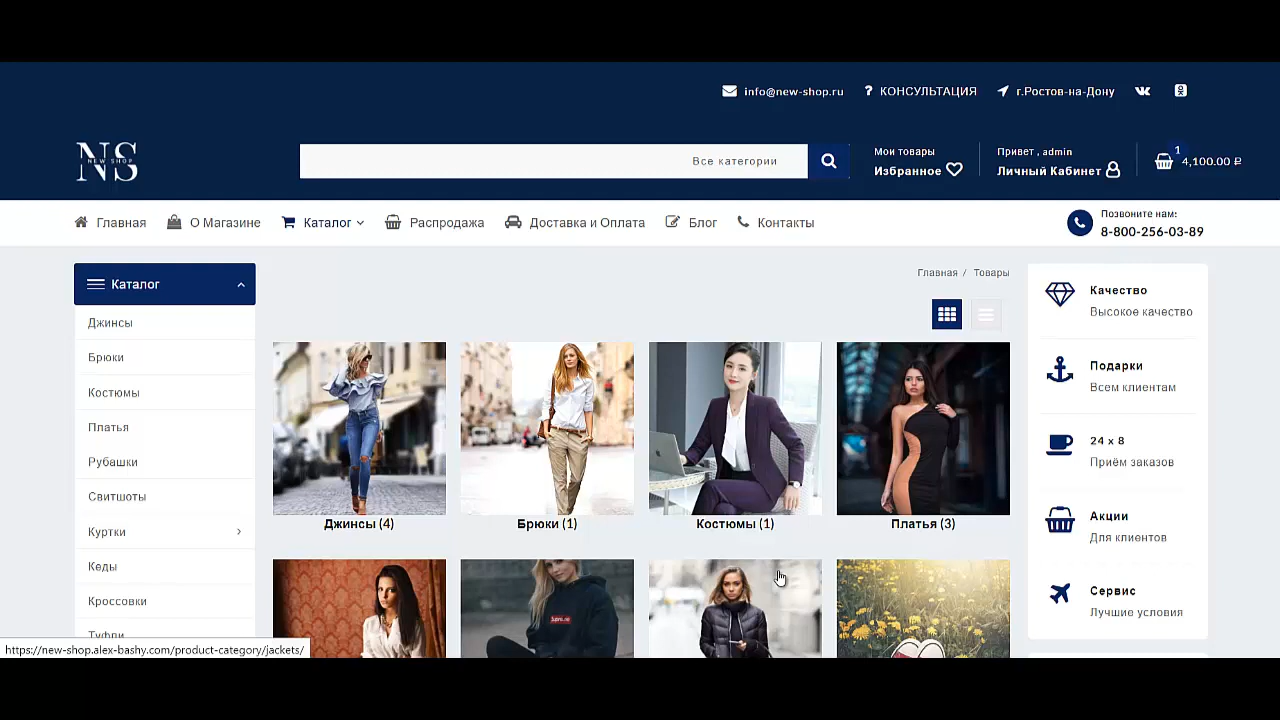 info@new-shop.ru
? КОНСУЛЬТАЦИЯ
г.Ростов-на-Дону
NS
NEW SHOP
Все категории
Мои товары
Избранное
Привет , admin
Личный Кабинет
1
4,100.00 ₽
Главная
О Магазине
Каталог
Распродажа
Доставка и Оплата
Блог
Контакты
Позвоните нам:
8-800-256-03-89
Каталог
Джинсы
Брюки
Костюмы
Платья
Рубашки
Свитшоты
Куртки
Кеды
Кроссовки
Туфли
Главная / Товары
Джинсы (4)
Брюки (1)
Костюмы (1)
Платья (3)
Качество
Высокое качество
Подарки
Всем клиентам
24 x 8
Приём заказов
Акции
Для клиентов
Сервис
Лучшие условия
https://new-shop.alex-bashy.com/product-category/jackets/